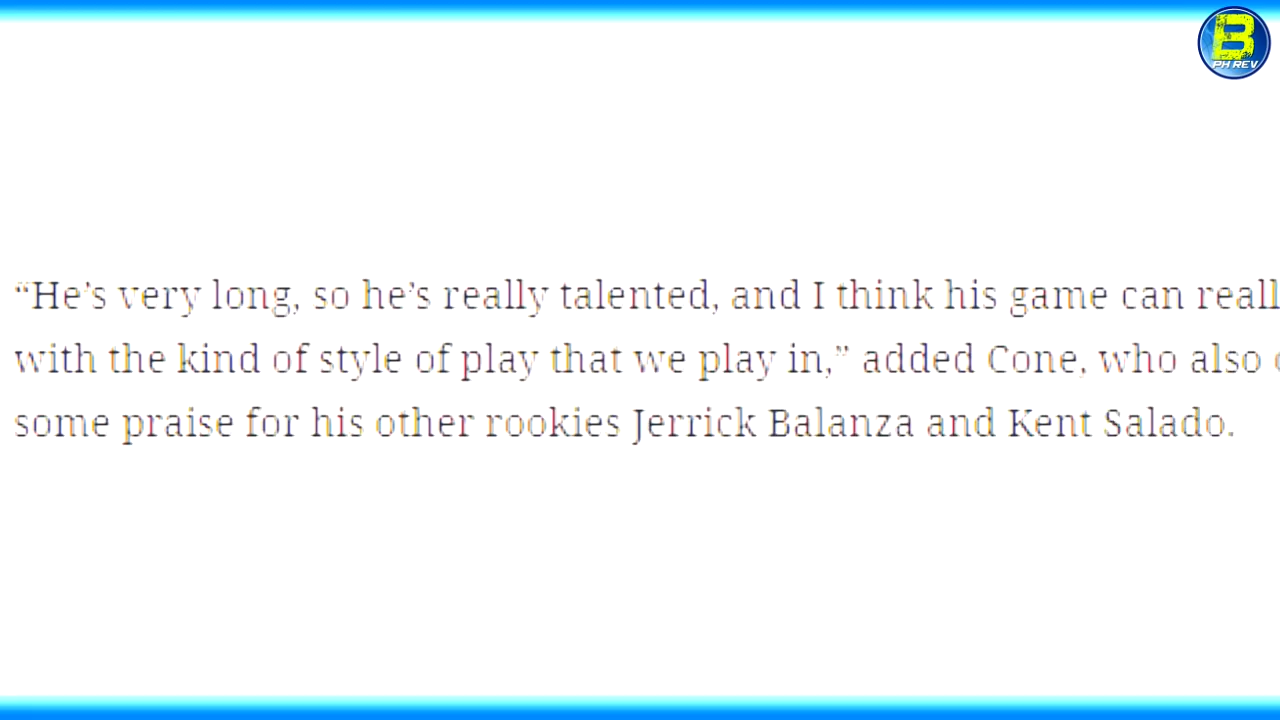 B
PH REV
“He’s very long, so he’s really talented, and I think his game can reall
with the kind of style of play that we play in,” added Cone, who also
some praise for his other rookies Jerrick Balanza and Kent Salado.